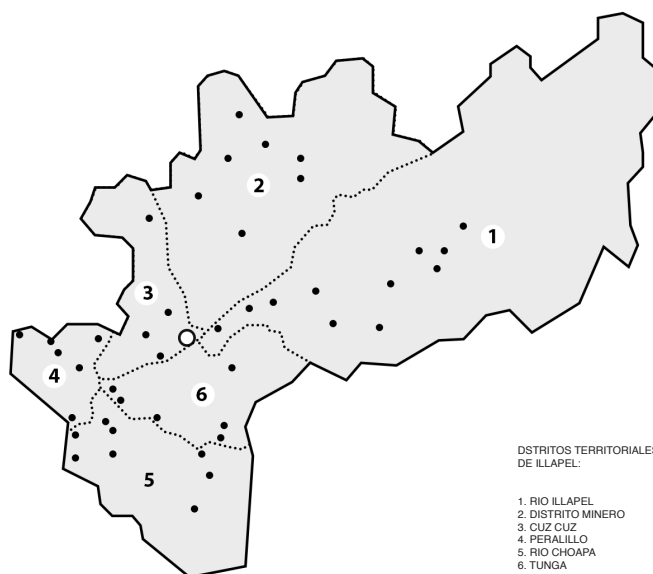 2
1
3
4
6
5
DSTRITOS TERRITORIALES
DE ILLAPEL:
1. RIO ILLAPEL
2. DISTRITO MINERO
3. CUZ CUZ
4. PERALILLO
5. RIO CHOAPA
6. TUNGA